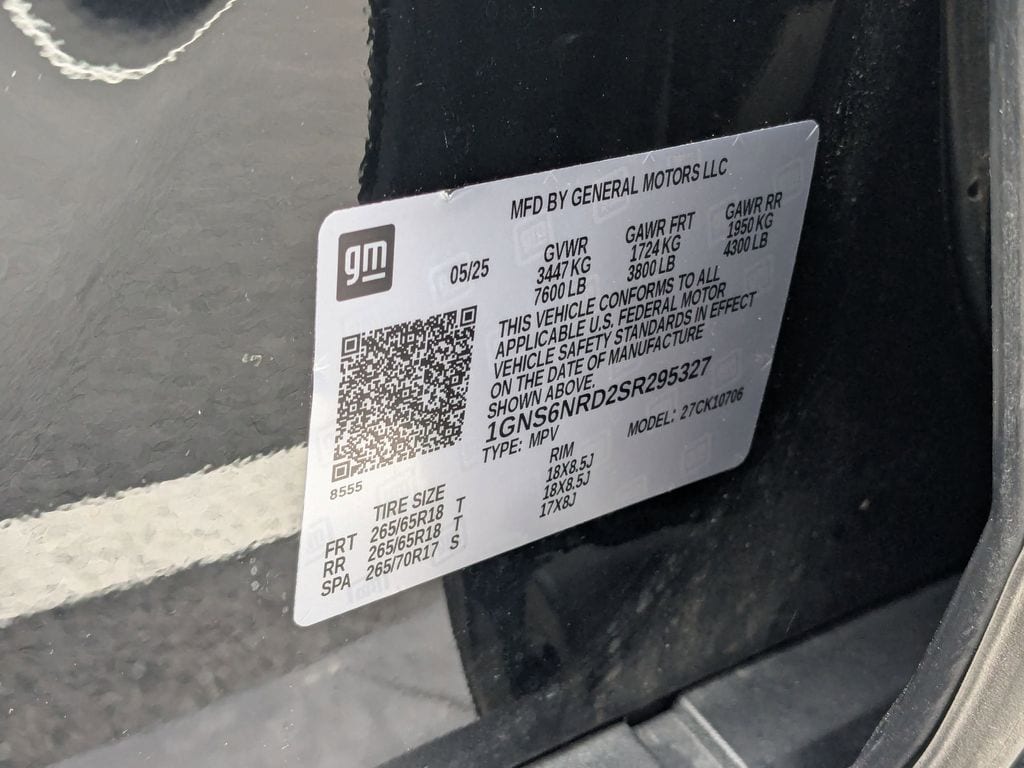 MFD BY GENERAL MOTORS LLC
gm
05/25
GVWR
3447 KG
7600 LB
GAWR FRT
1724 KG
3800 LB
GAWR RR
1950 KG
4300 LB
THIS VEHICLE CONFORMS TO ALL
APPLICABLE U.S. FEDERAL MOTOR
VEHICLE SAFETY STANDARDS IN EFFECT
ON THE DATE OF MANUFACTURE
SHOWN ABOVE.
1GNS6NRD2SR295327
TYPE: MPV
MODEL: 27CK10706
8555
TIRE SIZE RIM
FRT 265/65R18 T 18X8.5J
RR 265/65R18 T 18X8.5J
SPA 265/70R17 S 17X8J